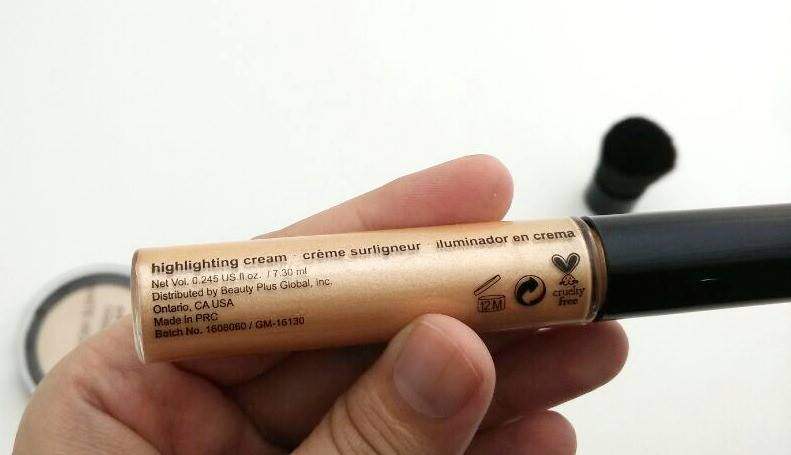 highlighting cream · crème surligneur · iluminador en crema
Net Vol. 0.245 US fl.oz. / 7.30 ml
Distributed by Beauty Plus Global, Inc.
Ontario, CA USA
Made in PRC
Batch No. 1608060 / GM-16130
12M
cruelty
free